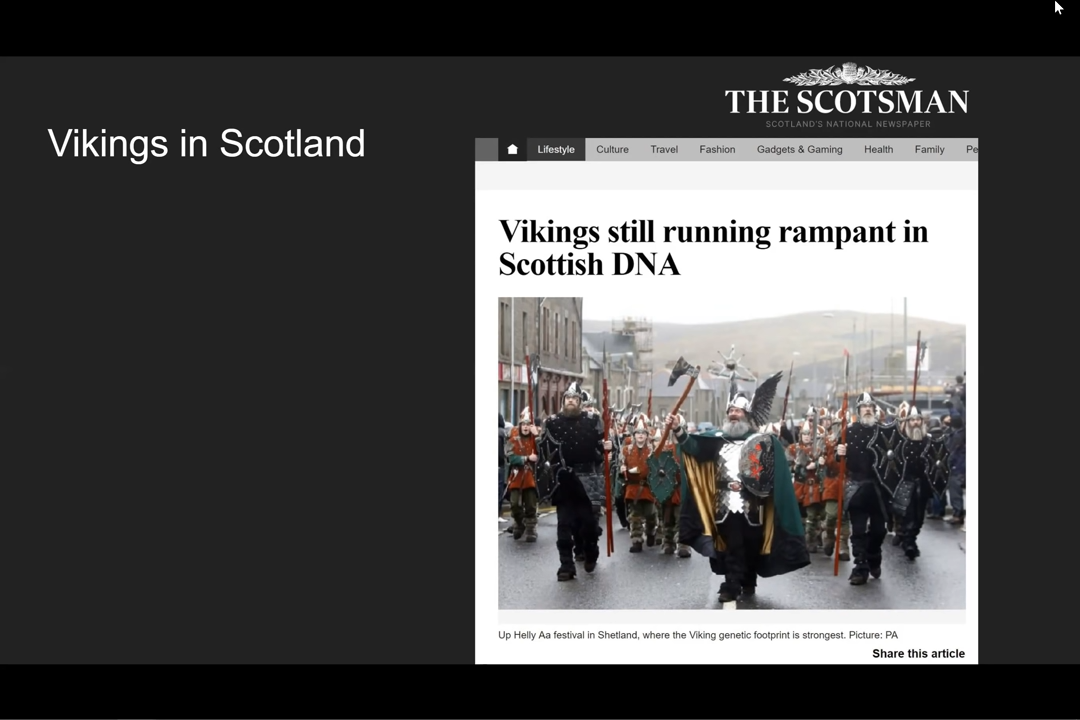 Vikings in Scotland
THE SCOTSMAN
SCOTLAND'S NATIONAL NEWSPAPER
Lifestyle Culture Travel Fashion Gadgets & Gaming Health Family Pe
Vikings still running rampant in
Scottish DNA
Up Helly Aa festival in Shetland, where the Viking genetic footprint is strongest. Picture: PA
Share this article